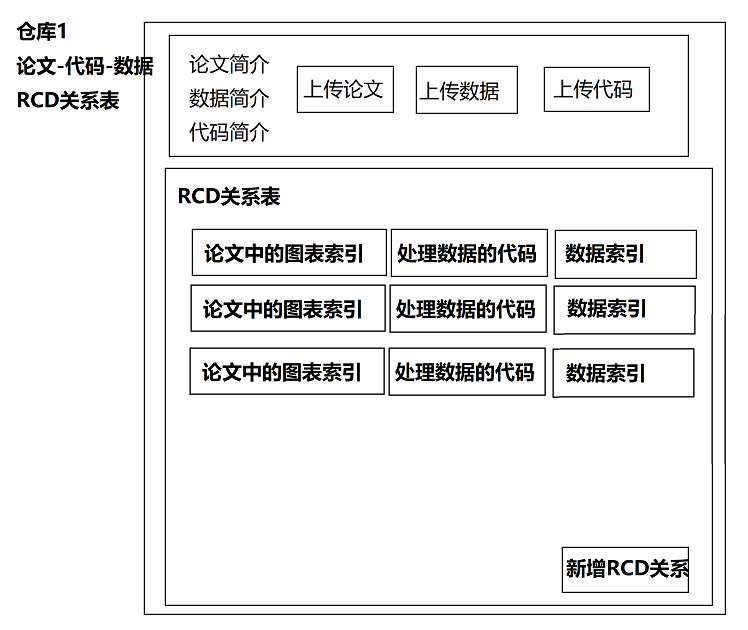 仓库1
论文-代码-数据
RCD关系表
论文简介
数据简介
代码简介
上传论文
上传数据
上传代码
RCD关系表
论文中的图表索引 处理数据的代码 数据索引
论文中的图表索引 处理数据的代码 数据索引
论文中的图表索引 处理数据的代码 数据索引
新增RCD关系